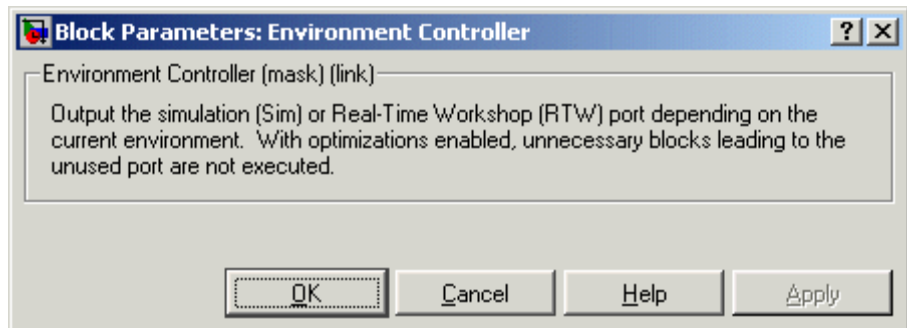 Block Parameters: Environment Controller
Environment Controller (mask) (link)
Output the simulation (Sim) or Real-Time Workshop (RTW) port depending on the
current environment.  With optimizations enabled, unnecessary blocks leading to the
unused port are not executed.
OK Cancel Help Apply